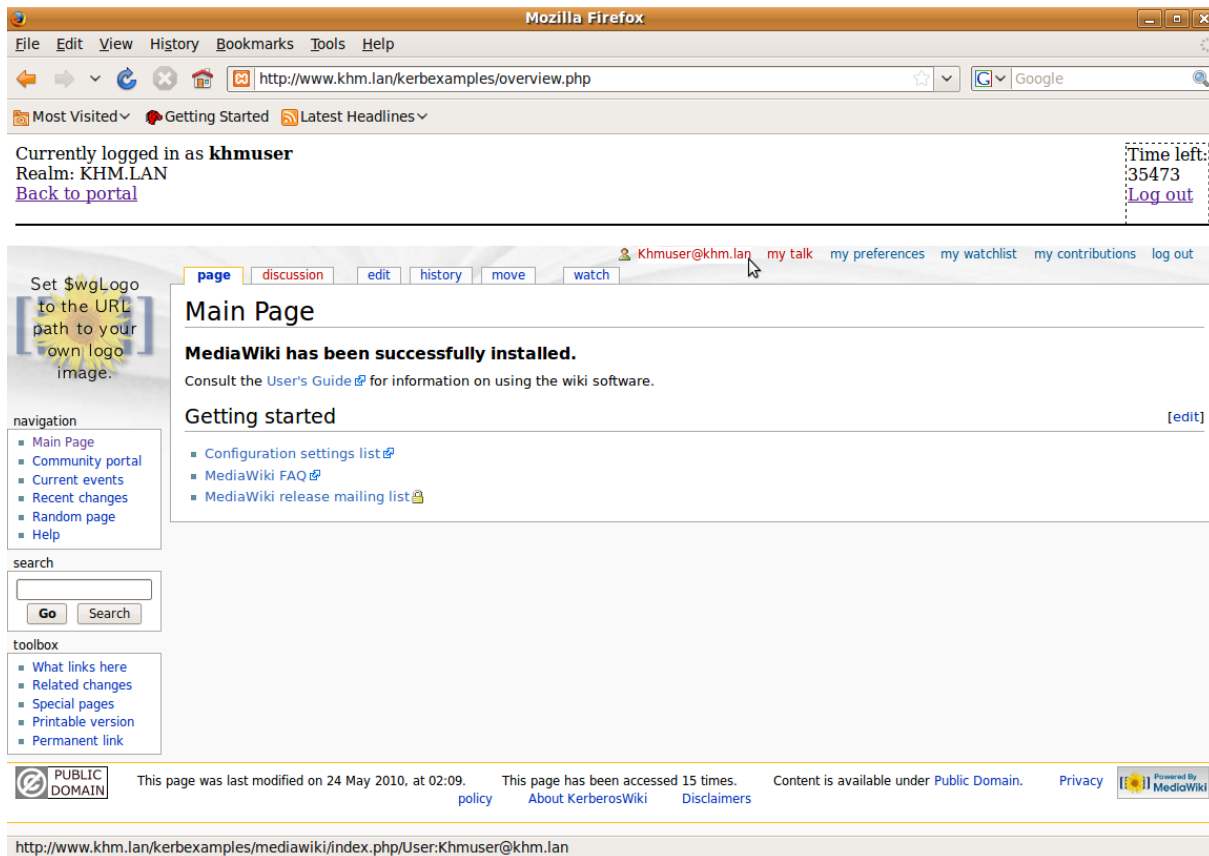 Mozilla Firefox
File Edit View History Bookmarks Tools Help
http://www.khm.lan/kerbexamples/overview.php
G Google
Most Visited Getting Started Latest Headlines
Currently logged in as khmuser
Realm: KHM.LAN
Back to portal
Time left:
35473
Log out
Khmuser@khm.lan my talk my preferences my watchlist my contributions log out
Set $wgLogo
to the URL
path to your
own logo
image.
page discussion edit history move watch
Main Page
MediaWiki has been successfully installed.
Consult the User's Guide for information on using the wiki software.
Getting started [edit]
Configuration settings list
MediaWiki FAQ
MediaWiki release mailing list
navigation
Main Page
Community portal
Current events
Recent changes
Random page
Help
search
Go Search
toolbox
What links here
Related changes
Special pages
Printable version
Permanent link
PUBLIC
DOMAIN
This page was last modified on 24 May 2010, at 02:09. This page has been accessed 15 times. Content is available under Public Domain. Privacy
policy About KerberosWiki Disclaimers
Powered By
MediaWiki
http://www.khm.lan/kerbexamples/mediawiki/index.php/User:Khmuser@khm.lan